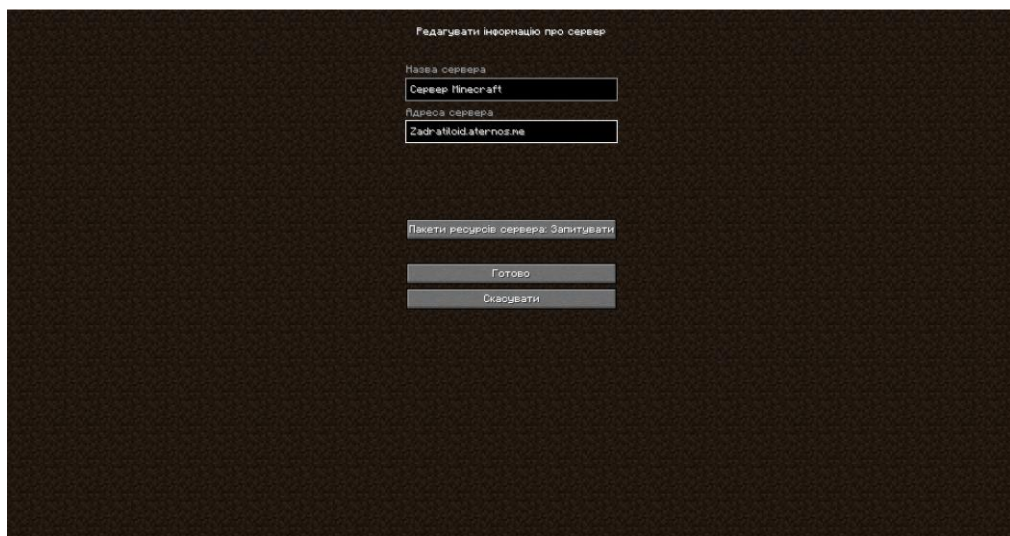 Редагувати інформацію про сервер
Назва сервера
Сервер Minecraft
Адреса сервера
Zadratiloid.aternos.me
Пакети ресурсів сервера: Запитувати
Готово
Скасувати